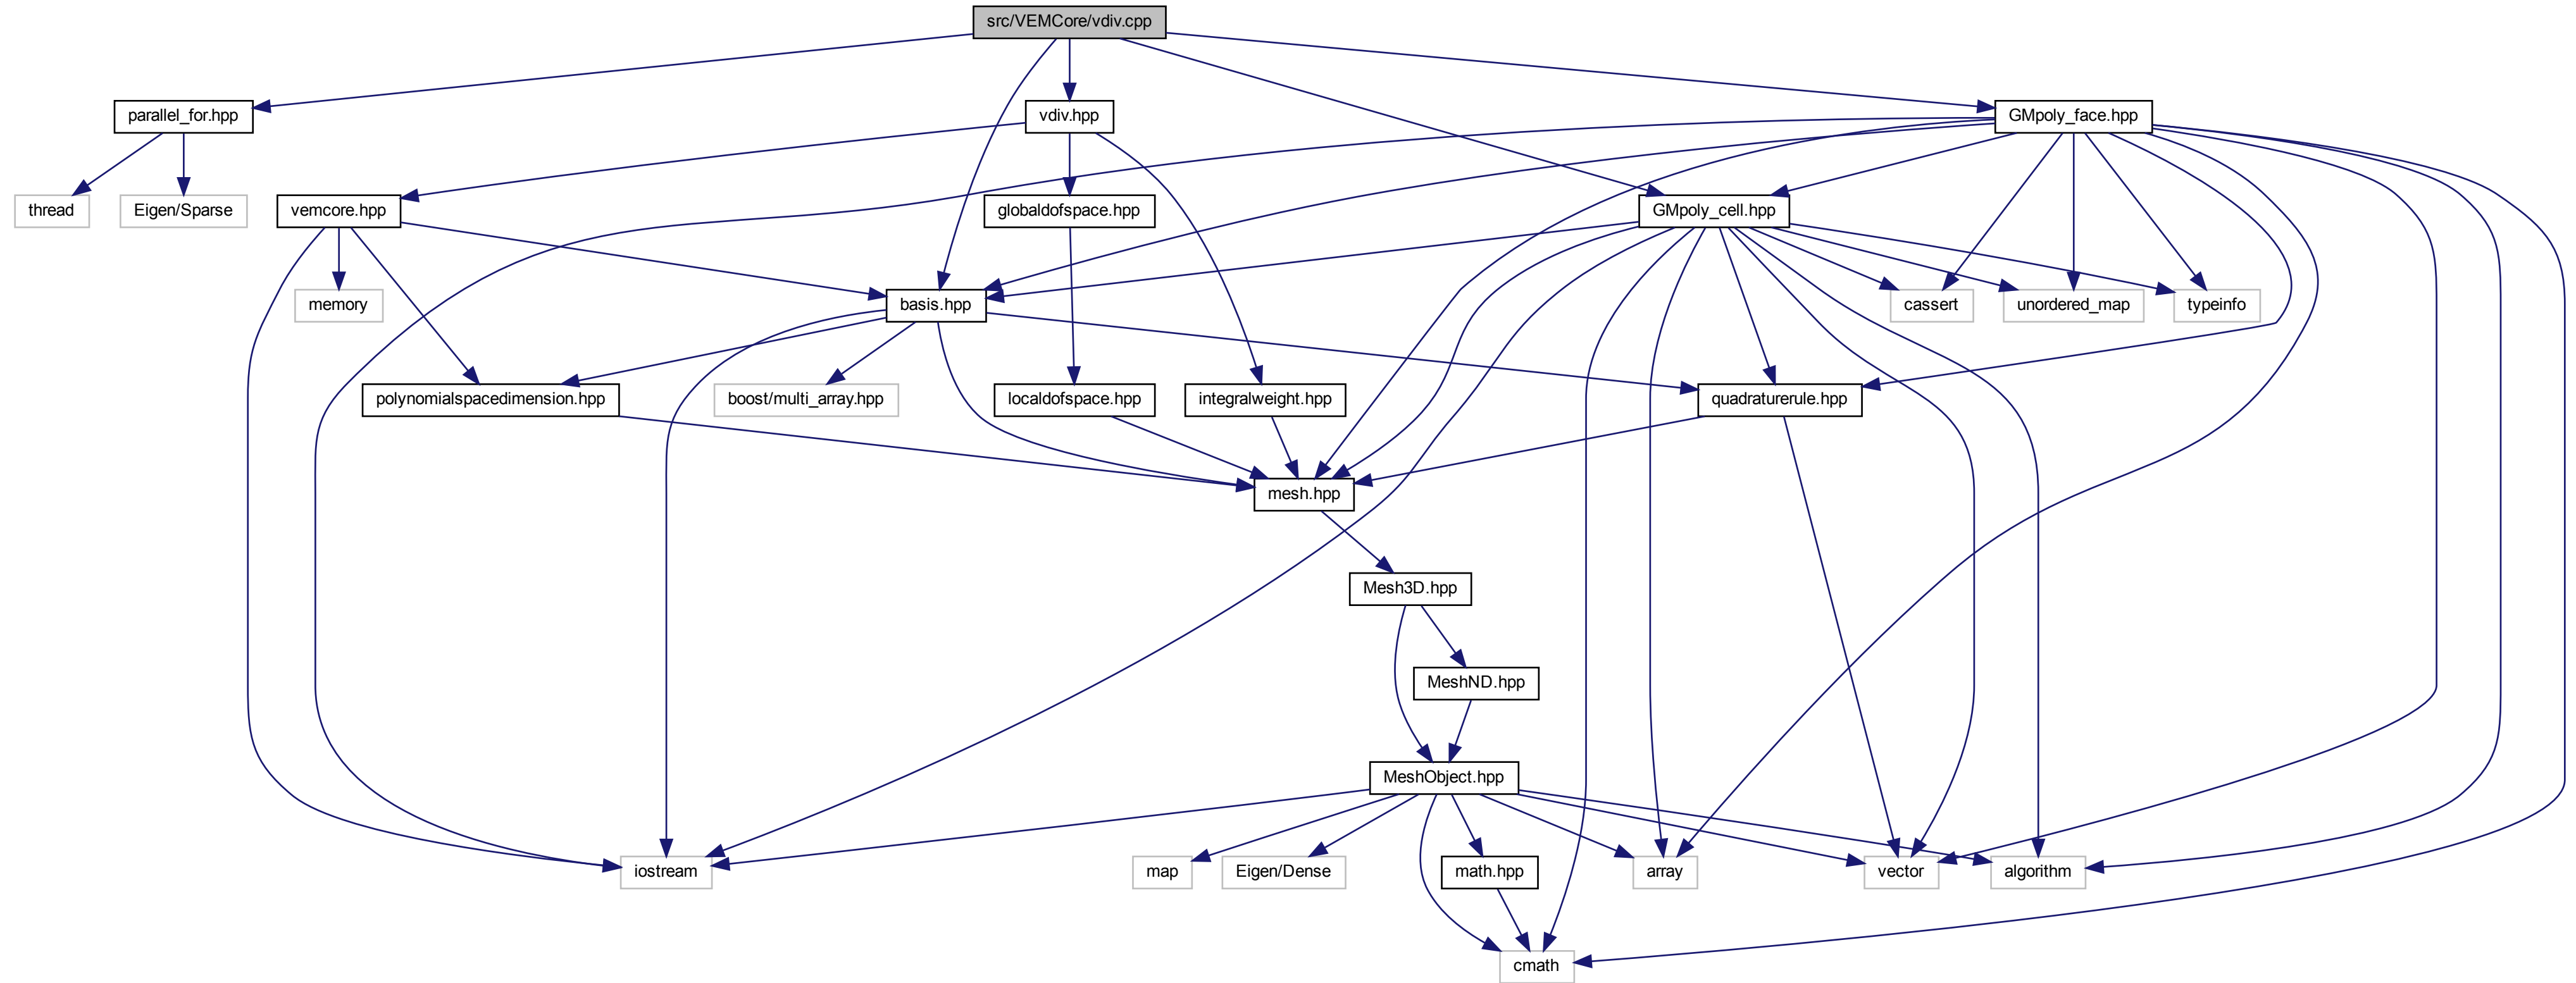 src/VEMCore/vdiv.cpp
parallel_for.hpp
vdiv.hpp
GMpoly_face.hpp
thread
Eigen/Sparse
vemcore.hpp
globaldofspace.hpp
GMpoly_cell.hpp
memory
basis.hpp
cassert
unordered_map
typeinfo
polynomialspacedimension.hpp
boost/multi_array.hpp
localdofspace.hpp
integralweight.hpp
quadraturerule.hpp
mesh.hpp
Mesh3D.hpp
MeshND.hpp
MeshObject.hpp
iostream
map
Eigen/Dense
math.hpp
array
vector
algorithm
cmath